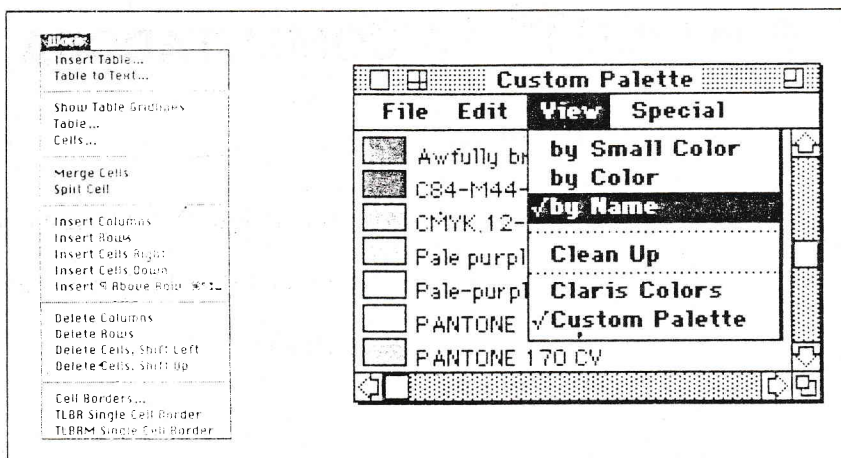 Insert Table...
Table to Text...
Show Table Gridlines
Table...
Cells...
Merge Cells
Split Cell
Insert Columns
Insert Rows
Insert Cells Right
Insert Cells Down
Insert ¶ Above Row
Delete Columns
Delete Rows
Delete Cells, Shift Left
Delete Cells, Shift Up
Cell Borders...
TLBR Single Cell Border
TLBRM Single Cell Border
Custom Palette
File Edit View Special
Awfully br
C84-M44-
CMYK,12-
Pale purpl
Pale-purpl
PANTONE
PANTONE 170 CV
by Small Color
by Color
√by Name
Clean Up
Claris Colors
√Custom Palette